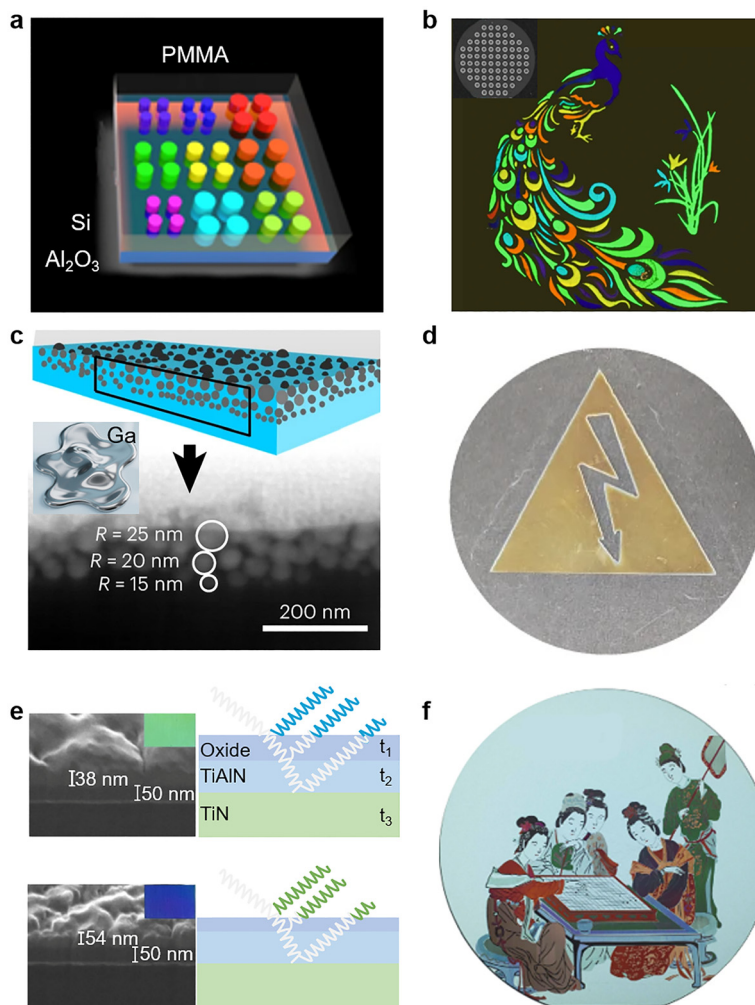 a
PMMA
Si
Al₂O₃
b
c
Ga
R = 25 nm
R = 20 nm
R = 15 nm
200 nm
d
e
38 nm
50 nm
Oxide
t₁
TiAlN
t₂
TiN
t₃
54 nm
50 nm
f